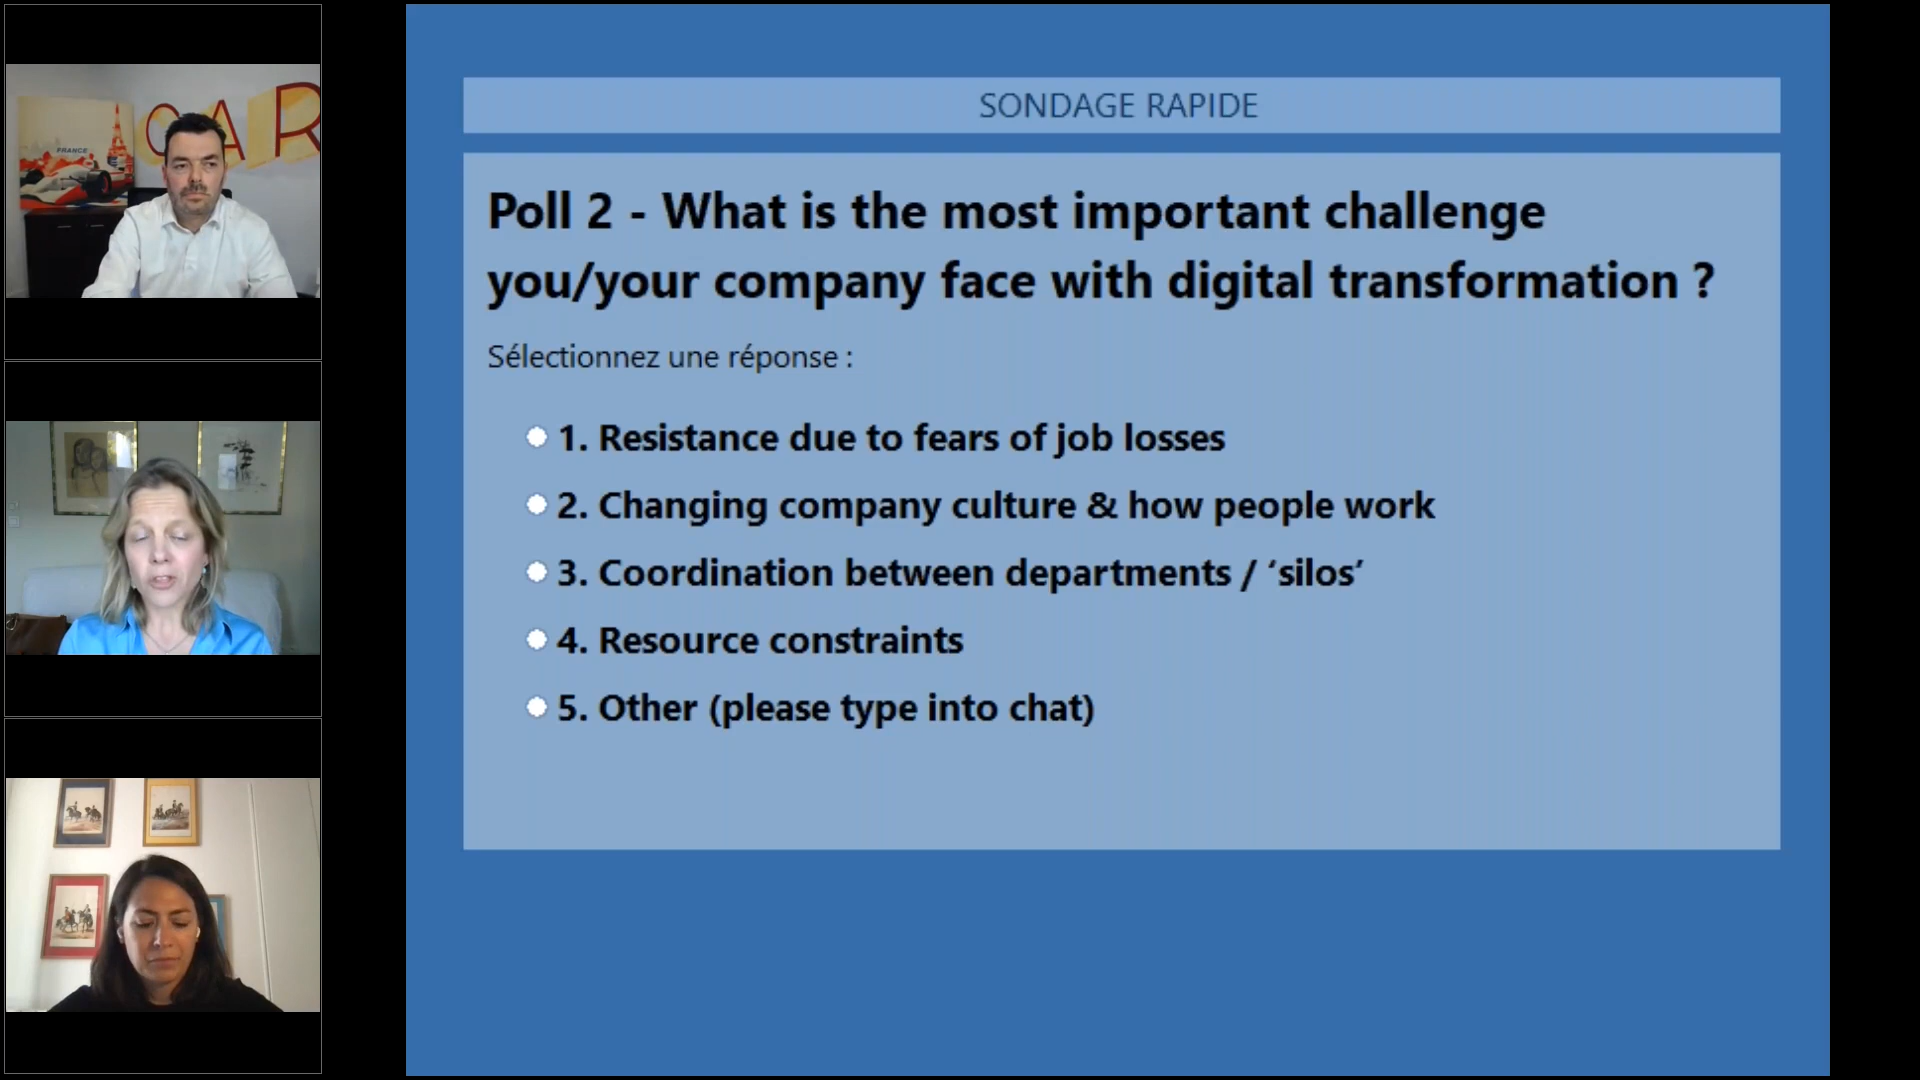 CAR
FRANCE
SONDAGE RAPIDE
Poll 2 - What is the most important challenge
you/your company face with digital transformation ?
Sélectionnez une réponse :
1. Resistance due to fears of job losses
2. Changing company culture & how people work
3. Coordination between departments / ‘silos’
4. Resource constraints
5. Other (please type into chat)